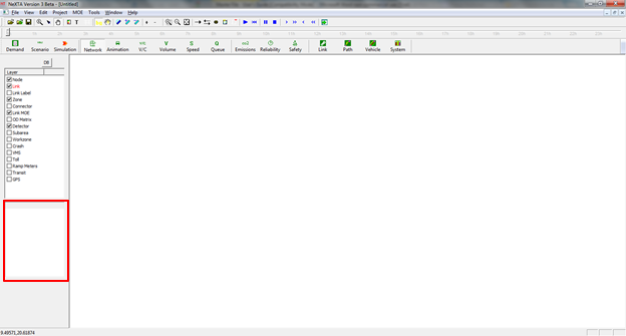 NeXTA Version 3 Beta - [Untitled]
File View Edit Project MOE Tools Window Help
Demand Scenario Simulation Network Animation V/C Volume Speed Queue Emissions Reliability Safety Link Path Vehicle System
DB
Layer
Node
Link
Link Label
Zone
Connector
Link MOE
OD Matrix
Detector
Subarea
Workzone
Crash
VMS
Toll
Ramp Meters
Transit
GPS
9.49571,20.61874